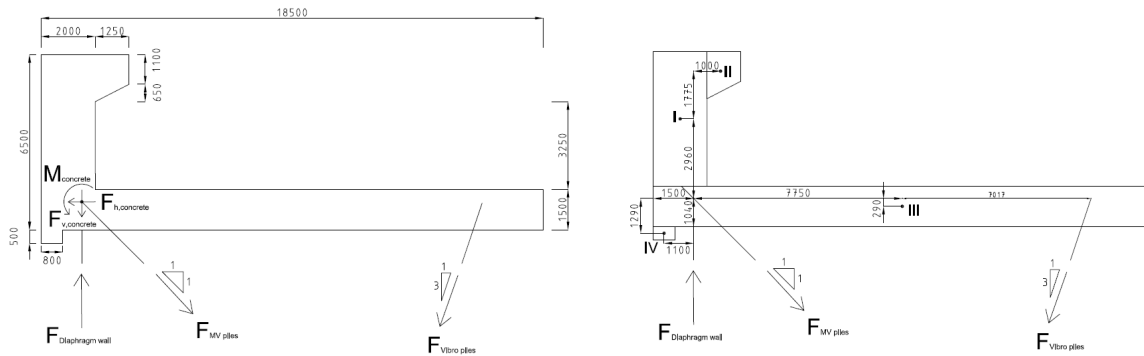 18500
2000
1250
1100
650
6500
3250
M concrete
F h,concrete
F v,concrete
1500
500
800
1
1
1
3
F Diaphragm wall
F MV piles
F Vibro piles
1000
II
1775
I
2960
1500
7750
7017
1290
1040
290
III
IV
1100
1
1
1
3
F Diaphragm wall
F MV piles
F Vibro piles